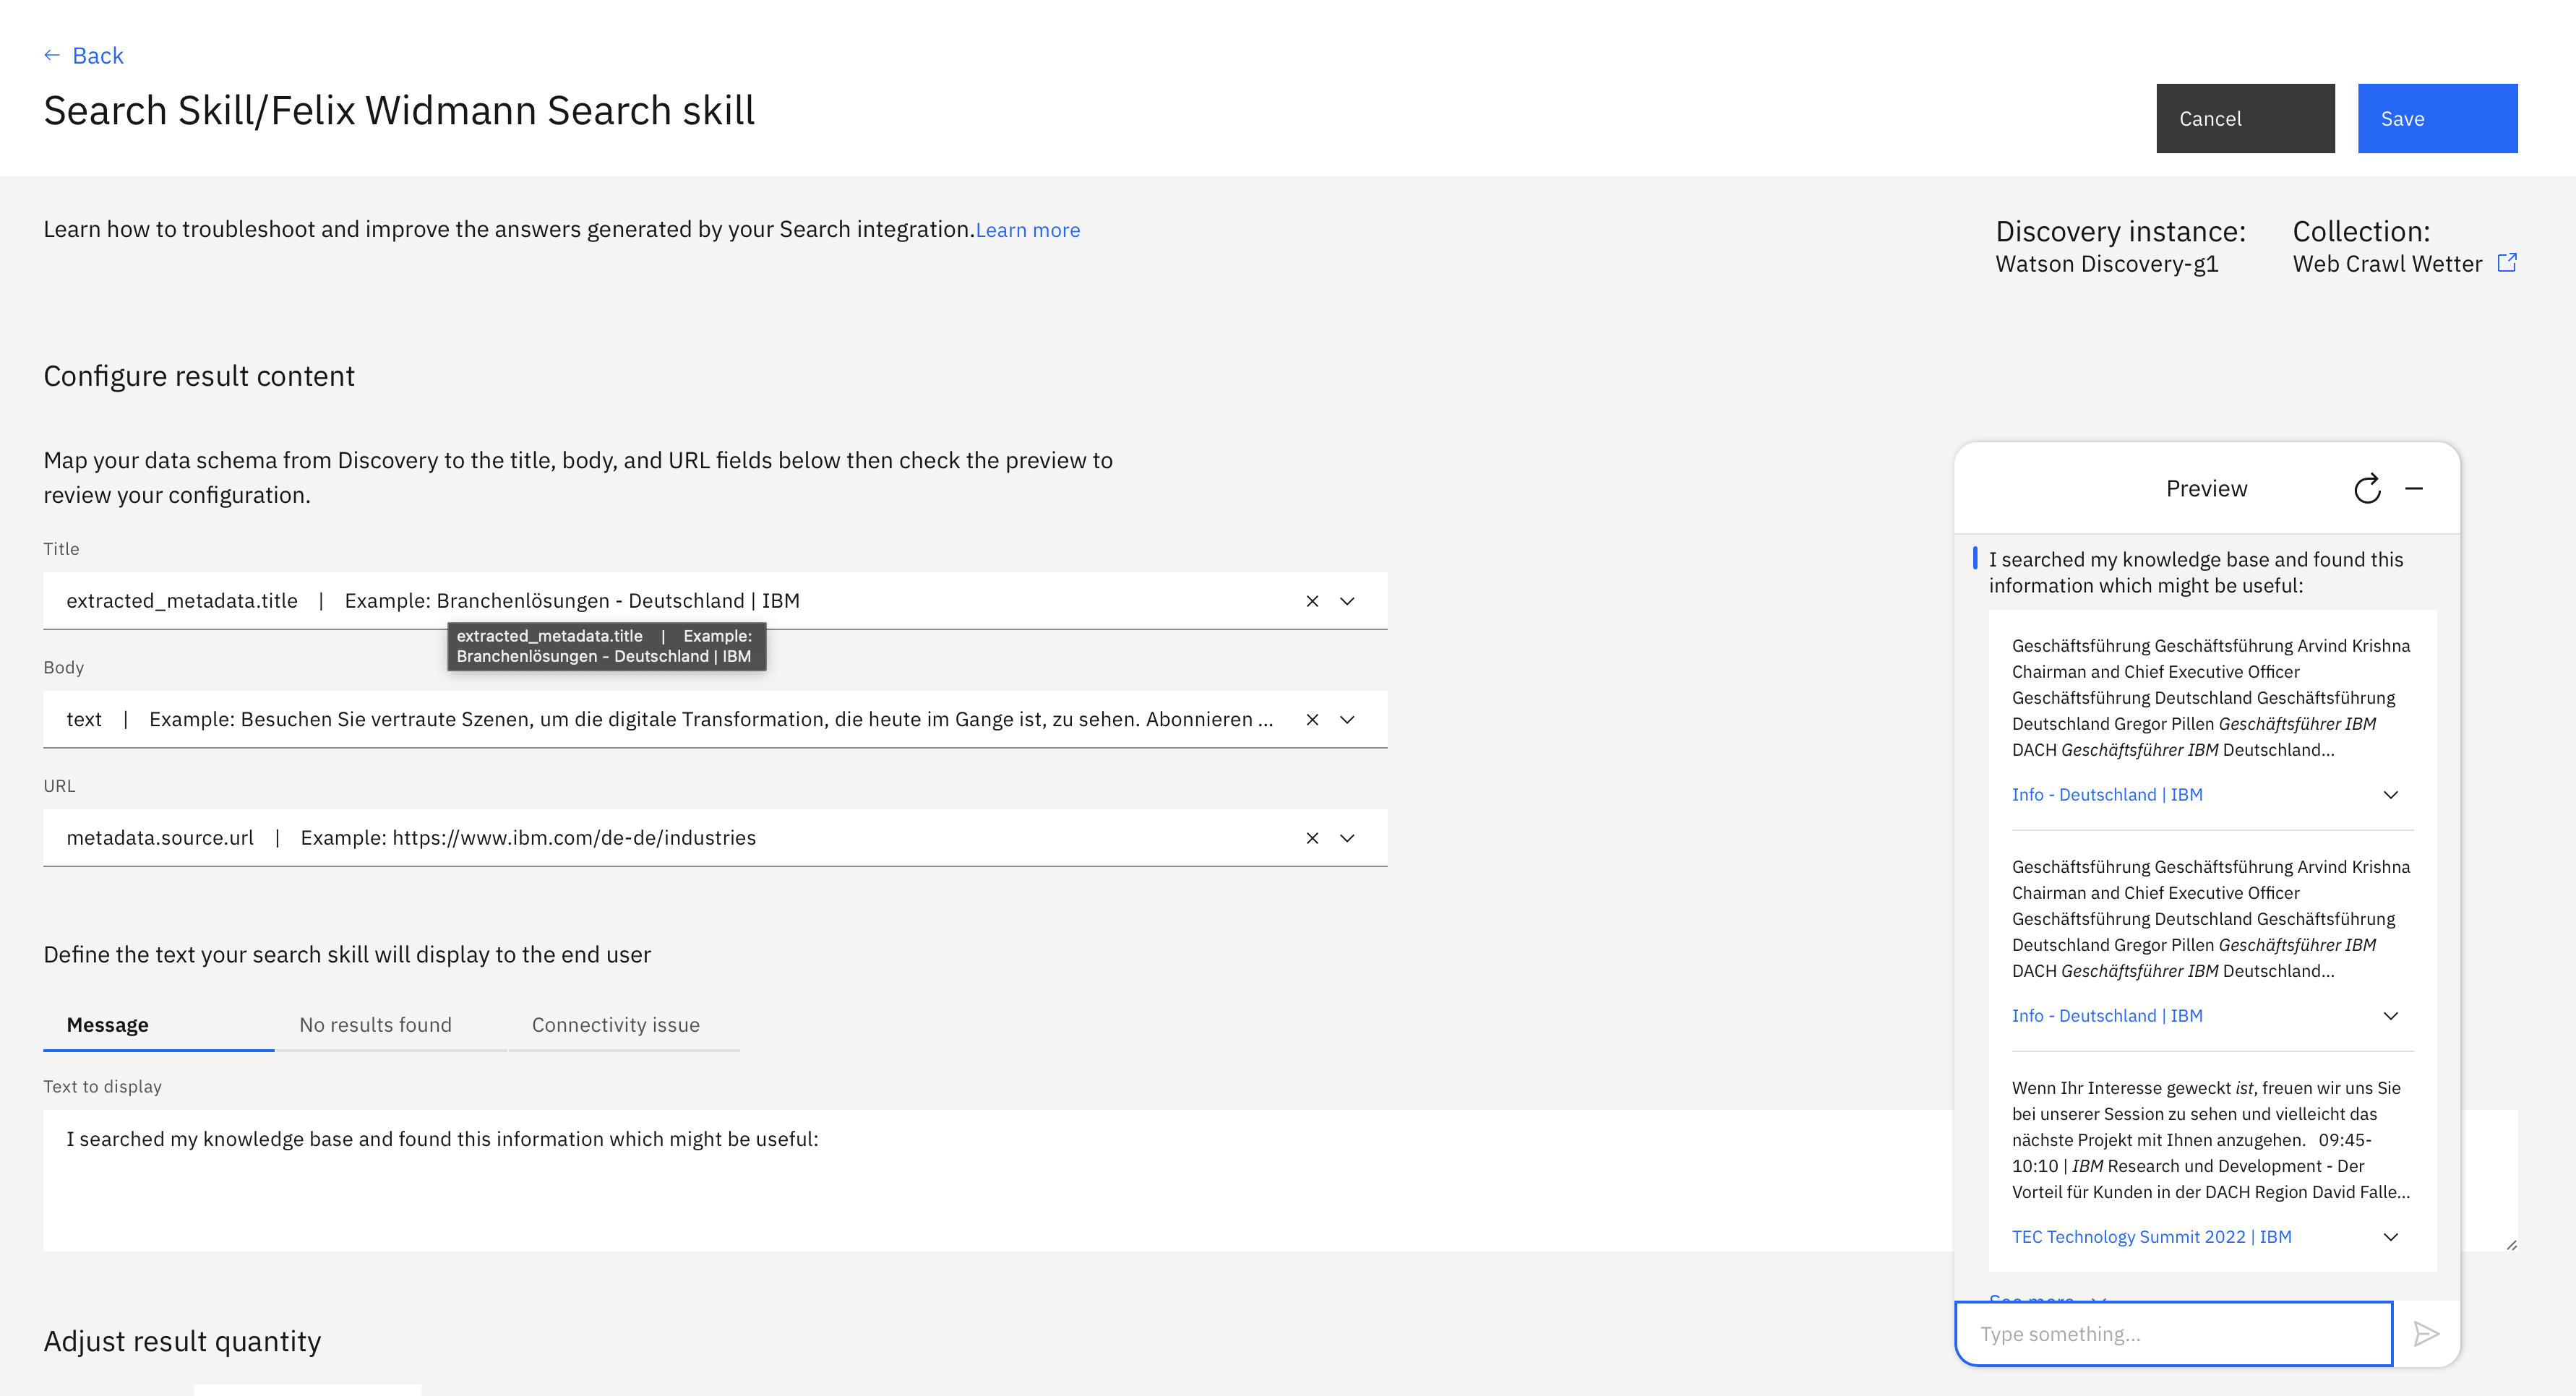 Back
Search Skill/Felix Widmann Search skill
Cancel
Save
Learn how to troubleshoot and improve the answers generated by your Search integration.Learn more
Discovery instance:
Watson Discovery-g1
Collection:
Web Crawl Wetter
Configure result content
Map your data schema from Discovery to the title, body, and URL fields below then check the preview to
review your configuration.
Title
extracted_metadata.title | Example: Branchenlösungen - Deutschland | IBM
extracted_metadata.title | Example:
Branchenlösungen - Deutschland | IBM
Body
text | Example: Besuchen Sie vertraute Szenen, um die digitale Transformation, die heute im Gange ist, zu sehen. Abonnieren ...
URL
metadata.source.url | Example: https://www.ibm.com/de-de/industries
Define the text your search skill will display to the end user
Message
No results found
Connectivity issue
Text to display
I searched my knowledge base and found this information which might be useful:
Adjust result quantity
Preview
I searched my knowledge base and found this
information which might be useful:
Geschäftsführung Geschäftsführung Arvind Krishna
Chairman and Chief Executive Officer
Geschäftsführung Deutschland Geschäftsführung
Deutschland Gregor Pillen Geschäftsführer IBM
DACH Geschäftsführer IBM Deutschland...
Info - Deutschland | IBM
Geschäftsführung Geschäftsführung Arvind Krishna
Chairman and Chief Executive Officer
Geschäftsführung Deutschland Geschäftsführung
Deutschland Gregor Pillen Geschäftsführer IBM
DACH Geschäftsführer IBM Deutschland...
Info - Deutschland | IBM
Wenn Ihr Interesse geweckt ist, freuen wir uns Sie
bei unserer Session zu sehen und vielleicht das
nächste Projekt mit Ihnen anzugehen. 09:45-
10:10 | IBM Research und Development - Der
Vorteil für Kunden in der DACH Region David Falle...
TEC Technology Summit 2022 | IBM
See more
Type something...